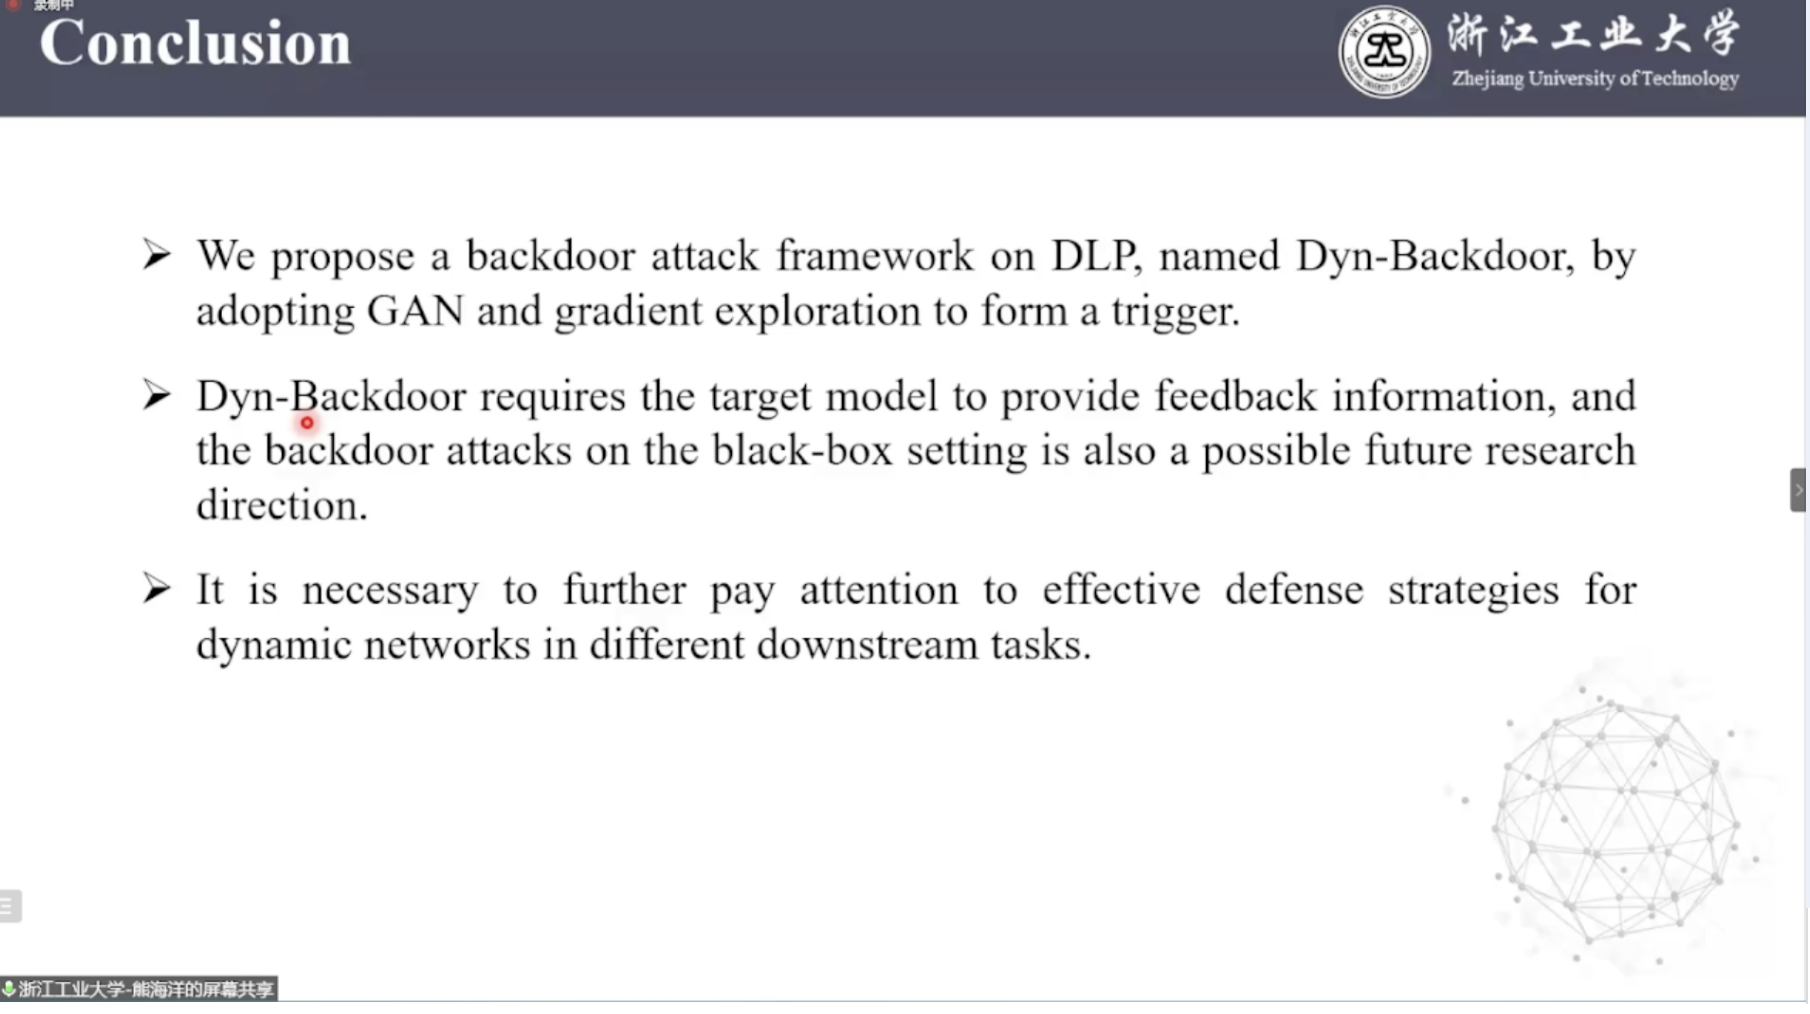 录制中
Conclusion
浙江工业大学
Zhejiang University of Technology
We propose a backdoor attack framework on DLP, named Dyn-Backdoor, by
adopting GAN and gradient exploration to form a trigger.
Dyn-Backdoor requires the target model to provide feedback information, and
the backdoor attacks on the black-box setting is also a possible future research
direction.
It is necessary to further pay attention to effective defense strategies for
dynamic networks in different downstream tasks.
浙江工业大学-熊海洋的屏幕共享